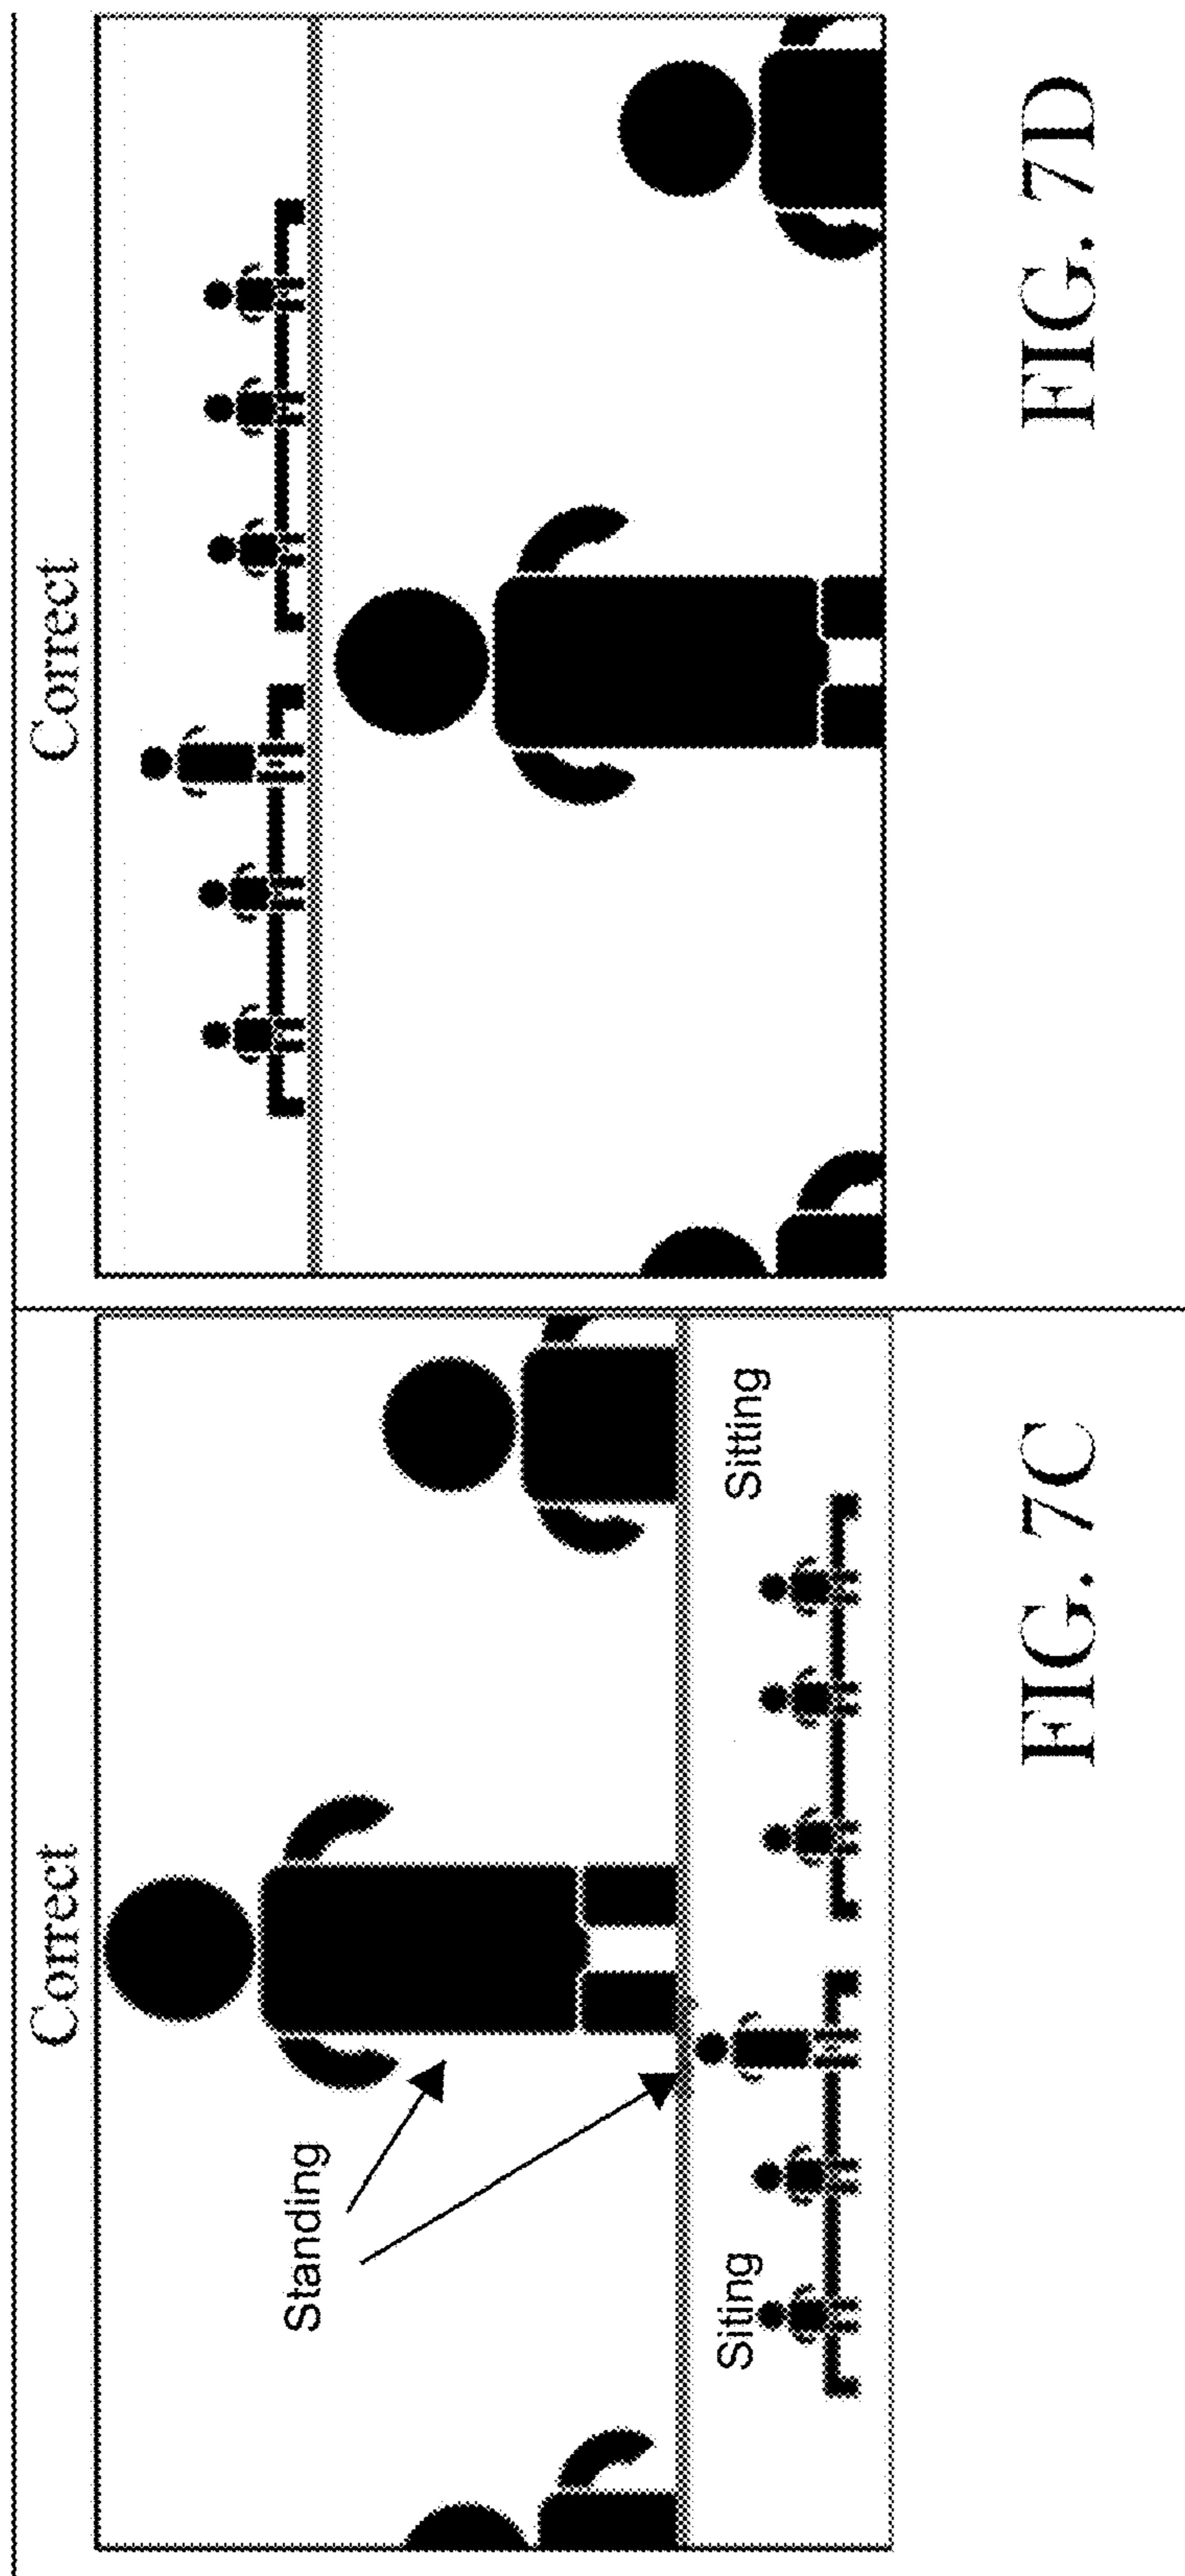 Correct
Standing
Siting
Sitting
FIG. 7C
Correct
FIG. 7D